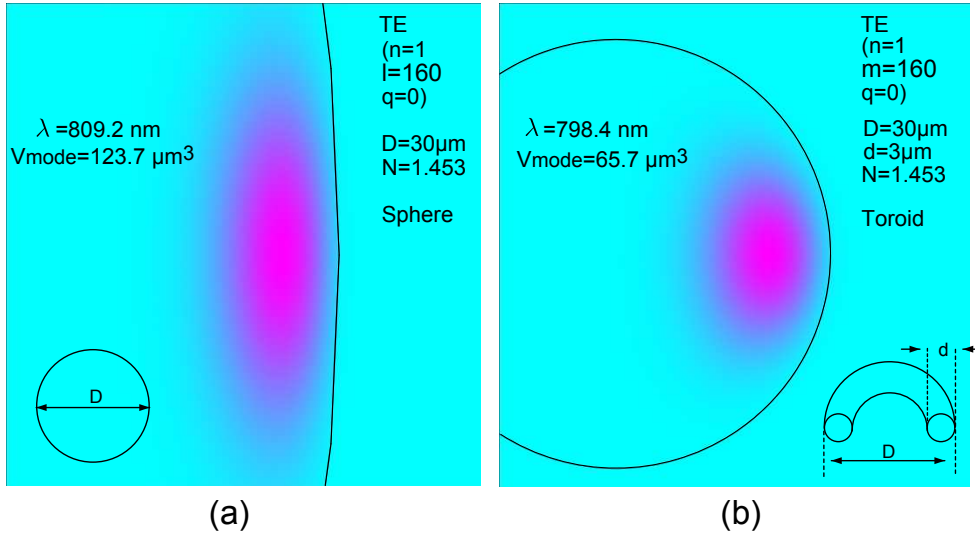 TE
(n=1
l=160
q=0)
λ =809.2 nm
Vmode=123.7 µm3
D=30µm
N=1.453
Sphere
D
(a)
TE
(n=1
m=160
q=0)
λ =798.4 nm
Vmode=65.7 µm3
D=30µm
d=3µm
N=1.453
Toroid
d
D
(b)